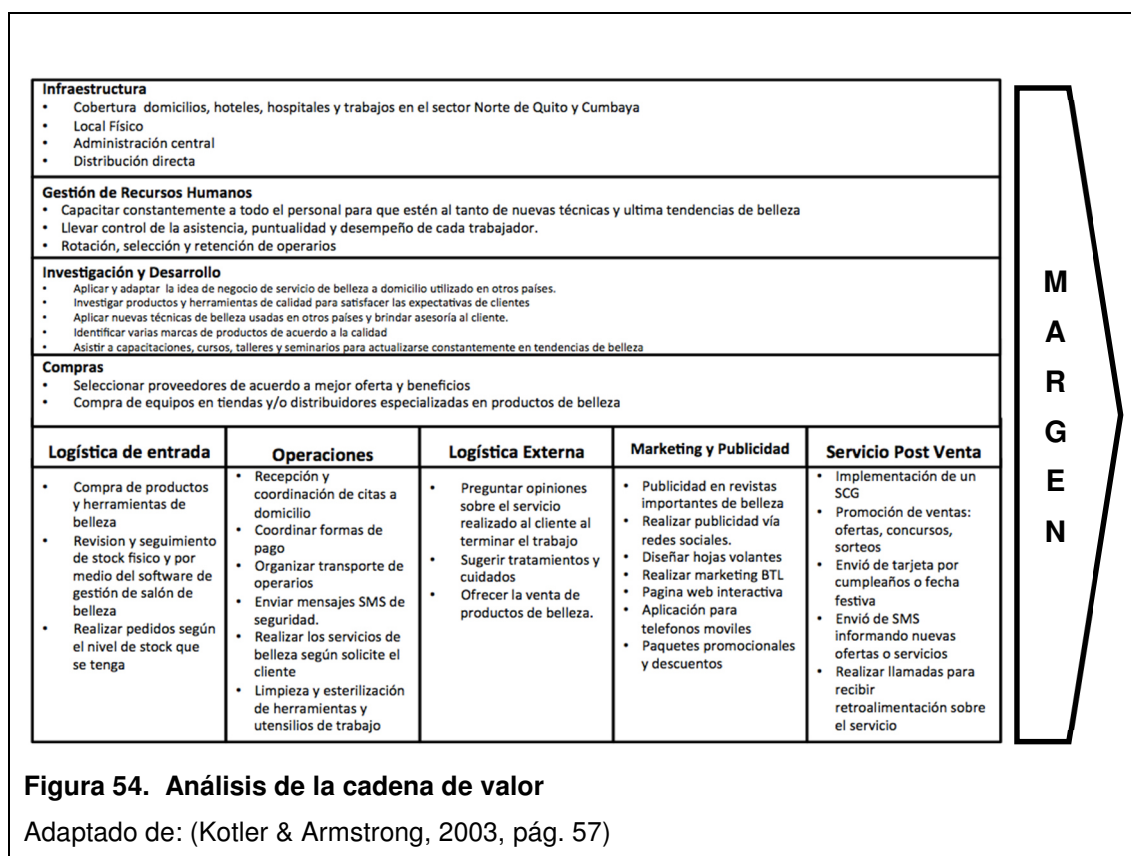 Infraestructura
• Cobertura domicilios, hoteles, hospitales y trabajos en el sector Norte de Quito y Cumbaya
• Local Físico
• Administración central
• Distribución directa
Gestión de Recursos Humanos
• Capacitar constantemente a todo el personal para que estén al tanto de nuevas técnicas y ultima tendencias de belleza
• Llevar control de la asistencia, puntualidad y desempeño de cada trabajador.
• Rotación, selección y retención de operarios
Investigación y Desarrollo
• Aplicar y adaptar la idea de negocio de servicio de belleza a domicilio utilizado en otros países.
• Investigar productos y herramientas de calidad para satisfacer las expectativas de clientes
• Aplicar nuevas técnicas de belleza usadas en otros países y brindar asesoría al cliente.
• Identificar varias marcas de productos de acuerdo a la calidad
• Asistir a capacitaciones, cursos, talleres y seminarios para actualizarse constantemente en tendencias de belleza
Compras
• Seleccionar proveedores de acuerdo a mejor oferta y beneficios
• Compra de equipos en tiendas y/o distribuidores especializadas en productos de belleza
Logística de entrada
• Compra de productos
y herramientas de
belleza
• Revision y seguimiento
de stock fisico y por
medio del software de
gestión de salón de
belleza
• Realizar pedidos según
el nivel de stock que
se tenga
Operaciones
• Recepción y
coordinación de citas a
domicilio
• Coordinar formas de
pago
• Organizar transporte de
operarios
• Enviar mensajes SMS de
seguridad.
• Realizar los servicios de
belleza según solicite el
cliente
• Limpieza y esterilización
de herramientas y
utensilios de trabajo
Logística Externa
• Preguntar opiniones
sobre el servicio
realizado al cliente al
terminar el trabajo
• Sugerir tratamientos y
cuidados
• Ofrecer la venta de
productos de belleza.
Marketing y Publicidad
• Publicidad en revistas
importantes de belleza
• Realizar publicidad vía
redes sociales.
• Diseñar hojas volantes
• Realizar marketing BTL
• Pagina web interactiva
• Aplicación para
telefonos moviles
• Paquetes promocionales
y descuentos
Servicio Post Venta
• Implementación de un
SCG
• Promoción de ventas:
ofertas, concursos,
sorteos
• Envió de tarjeta por
cumpleaños o fecha
festiva
• Envió de SMS
informando nuevas
ofertas o servicios
• Realizar llamadas para
recibir
retroalimentación sobre
el servicio
M
A
R
G
E
N
Figura 54. Análisis de la cadena de valor
Adaptado de: (Kotler & Armstrong, 2003, pág. 57)